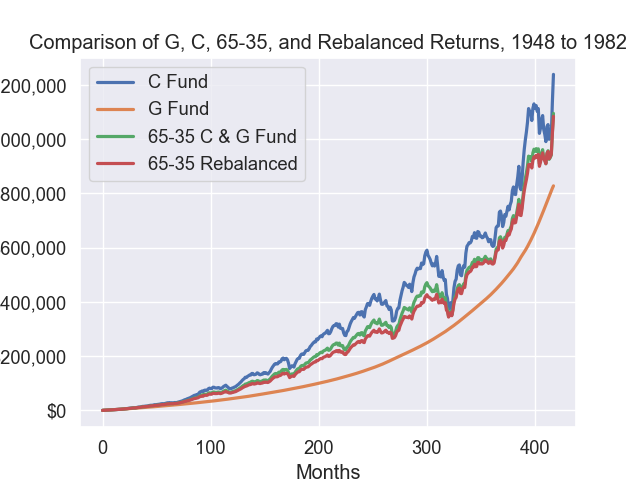 Comparison of G, C, 65-35, and Rebalanced Returns, 1948 to 1982
C Fund
G Fund
65-35 C & G Fund
65-35 Rebalanced
200,000
000,000
800,000
600,000
400,000
200,000
$0
0 100 200 300 400
Months